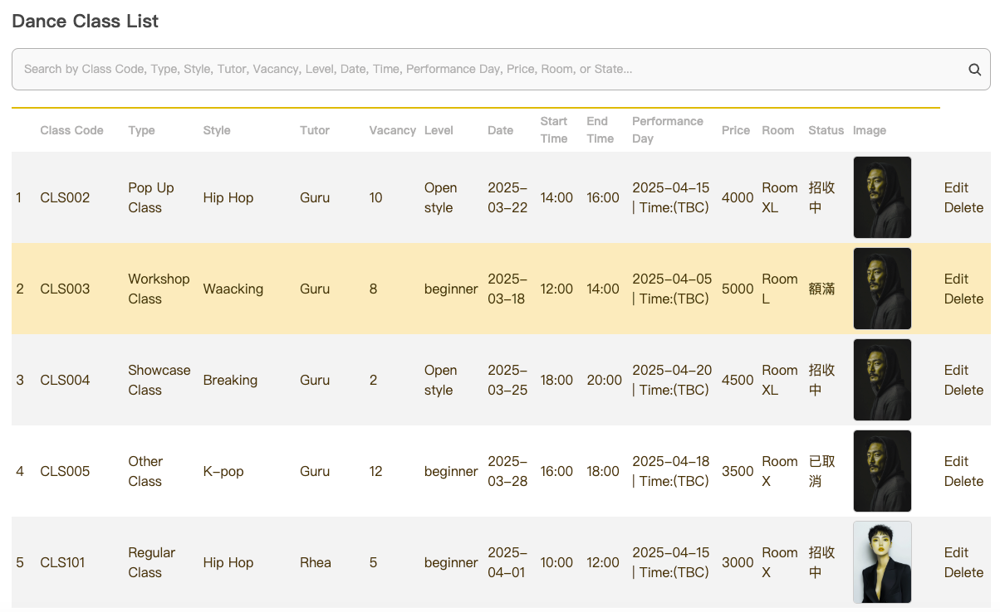 Dance Class List
Search by Class Code, Type, Style, Tutor, Vacancy, Level, Date, Time, Performance Day, Price, Room, or State...
Class Code Type Style Tutor Vacancy Level Date Start Time End Time Performance Day Price Room Status Image
1 CLS002 Pop Up Class Hip Hop Guru 10 Open style 2025-03-22 14:00 16:00 2025-04-15 | Time:(TBC) 4000 Room XL 招收中 Edit Delete
2 CLS003 Workshop Class Waacking Guru 8 beginner 2025-03-18 12:00 14:00 2025-04-05 | Time:(TBC) 5000 Room L 額滿 Edit Delete
3 CLS004 Showcase Class Breaking Guru 2 Open style 2025-03-25 18:00 20:00 2025-04-20 | Time:(TBC) 4500 Room XL 招收中 Edit Delete
4 CLS005 Other Class K-pop Guru 12 beginner 2025-03-28 16:00 18:00 2025-04-18 | Time:(TBC) 3500 Room X 已取消 Edit Delete
5 CLS101 Regular Class Hip Hop Rhea 5 beginner 2025-04-01 10:00 12:00 2025-04-15 | Time:(TBC) 3000 Room X 招收中 Edit Delete